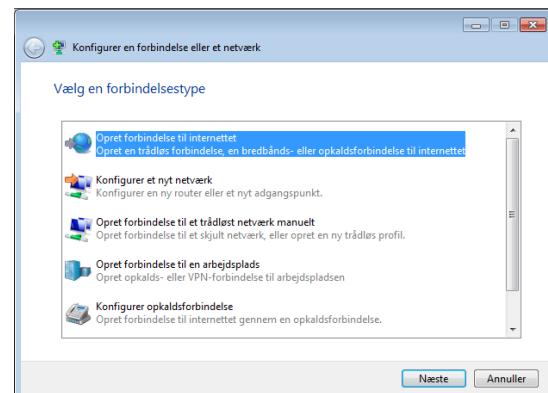 Konfigurer en forbindelse eller et netværk
Vælg en forbindelsestype
Opret forbindelse til internettet
Opret en trådløs forbindelse, en bredbånds- eller opkaldsforbindelse til internettet
Konfigurer et nyt netværk
Konfigurer en ny router eller et nyt adgangspunkt.
Opret forbindelse til et trådløst netværk manuelt
Opret forbindelse til et skjult netværk, eller opret en ny trådløs profil.
Opret forbindelse til en arbejdsplads
Opret opkalds- eller VPN-forbindelse til arbejdspladsen
Konfigurer opkaldsforbindelse
Opret forbindelse til internettet gennem en opkaldsforbindelse.
Næste
Annuller